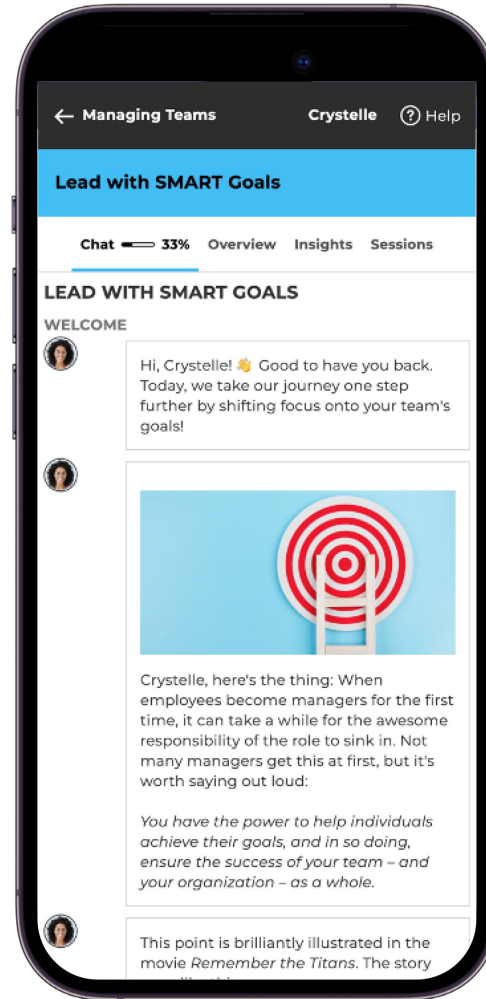 ← Managing Teams Crystelle ? Help
Lead with SMART Goals
Chat 33% Overview Insights Sessions
LEAD WITH SMART GOALS
WELCOME
Hi, Crystelle! 👋 Good to have you back.
Today, we take our journey one step
further by shifting focus onto your team's
goals!
Crystelle, here's the thing: When
employees become managers for the first
time, it can take a while for the awesome
responsibility of the role to sink in. Not
many managers get this at first, but it's
worth saying out loud:
You have the power to help individuals
achieve their goals, and in so doing,
ensure the success of your team – and
your organization – as a whole.
This point is brilliantly illustrated in the
movie Remember the Titans. The story